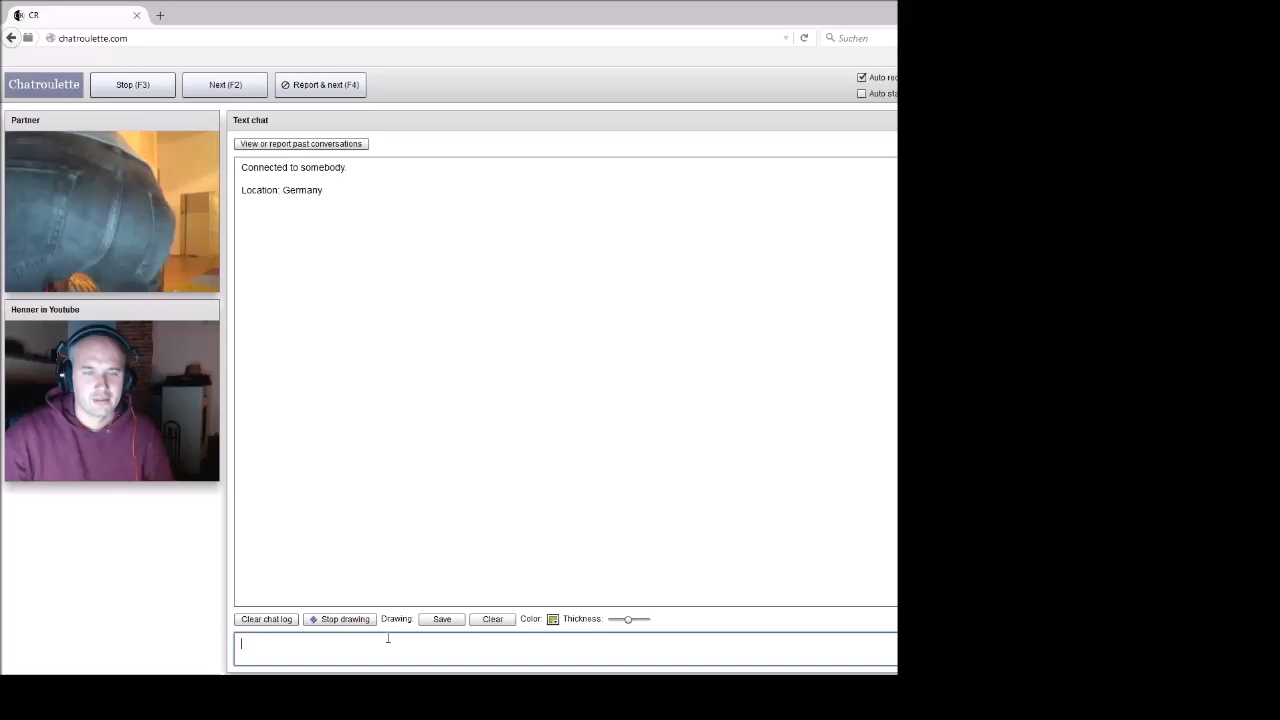 CR
chatroulette.com
Suchen
Chatroulette
Stop (F3)
Next (F2)
Report & next (F4)
Auto
Auto
Partner
Text chat
View or report past conversations
Connected to somebody.
Location: Germany
Henner in Youtube
Clear chat log
Stop drawing
Drawing:
Save
Clear
Color:
Thickness: